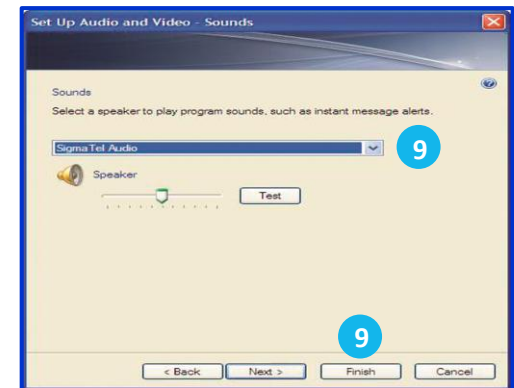 Set Up Audio and Video - Sounds
Sounds
Select a speaker to play program sounds, such as instant message alerts.
SigmaTel Audio
9
Speaker
Test
9
< Back
Next >
Finish
Cancel